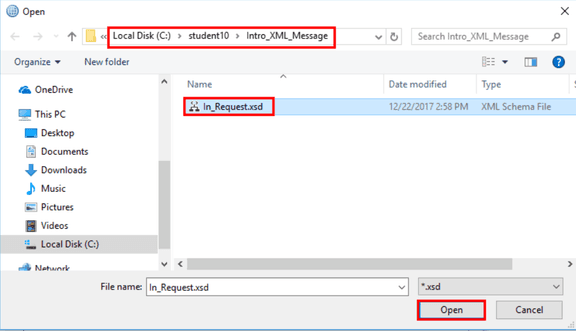 Open
« Local Disk (C:) > student10 > Intro_XML_Message
Search Intro_XML_Message
Organize
New folder
OneDrive
This PC
Desktop
Documents
Downloads
Music
Pictures
Videos
Local Disk (C:)
Network
Name
Date modified
Type
In_Request.xsd
12/22/2017 2:58 PM
XML Schema File
File name:
In_Request.xsd
*.xsd
Open
Cancel